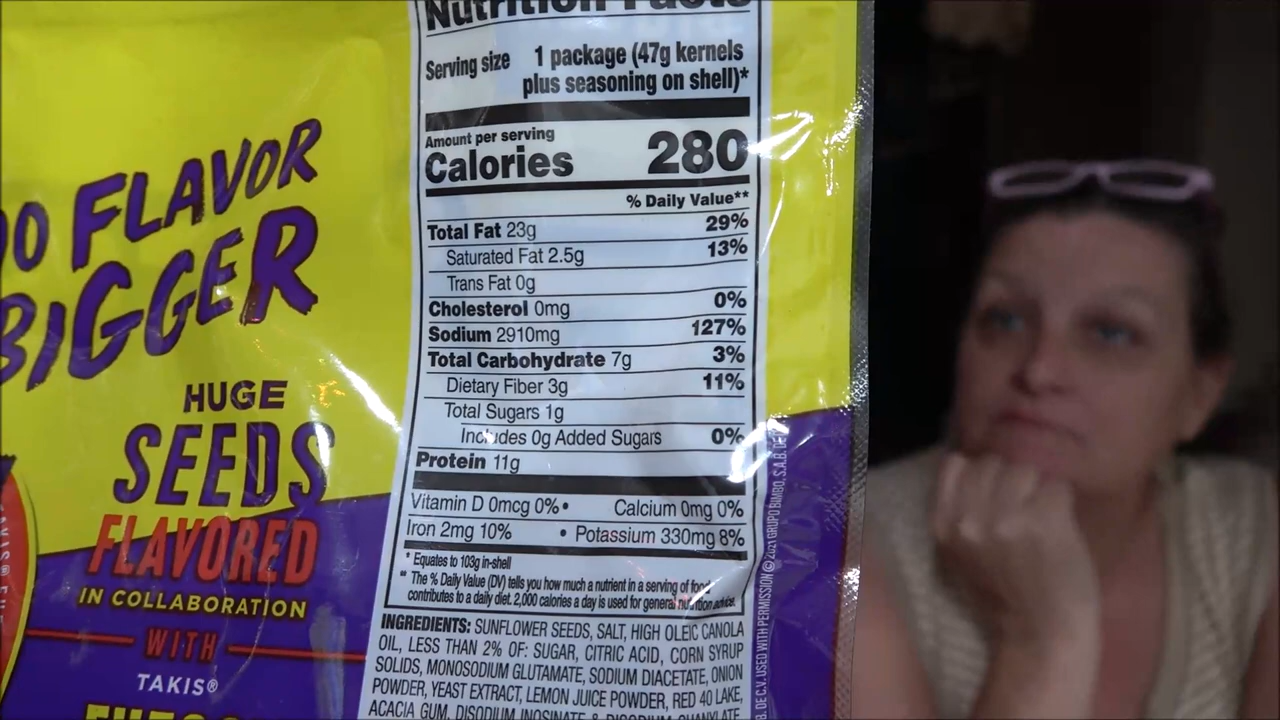 FLAVOR
BIGGER
HUGE
SEEDS
FLAVORED
IN COLLABORATION
WITH
TAKIS®
Nutrition Facts
Serving size 1 package (47g kernels
plus seasoning on shell)*
Amount per serving
Calories 280
% Daily Value**
Total Fat 23g 29%
Saturated Fat 2.5g 13%
Trans Fat 0g
Cholesterol 0mg 0%
Sodium 2910mg 127%
Total Carbohydrate 7g 3%
Dietary Fiber 3g 11%
Total Sugars 1g
Includes 0g Added Sugars 0%
Protein 11g
Vitamin D 0mcg 0% • Calcium 0mg 0%
Iron 2mg 10% • Potassium 330mg 8%
* Equates to 103g in-shell
** The % Daily Value (DV) tells you how much a nutrient in a serving of food
contributes to a daily diet. 2,000 calories a day is used for general nutrition advice.
INGREDIENTS: SUNFLOWER SEEDS, SALT, HIGH OLEIC CANOLA
OIL, LESS THAN 2% OF: SUGAR, CITRIC ACID, CORN SYRUP
SOLIDS, MONOSODIUM GLUTAMATE, SODIUM DIACETATE, ONION
POWDER, YEAST EXTRACT, LEMON JUICE POWDER, RED 40 LAKE,
ACACIA GUM, DISODIUM INOSINATE & DISODIUM GUANYLATE,
B. DE C.V. USED WITH PERMISSION © 2021 GRUPO BIMBO, S.A.B. DE